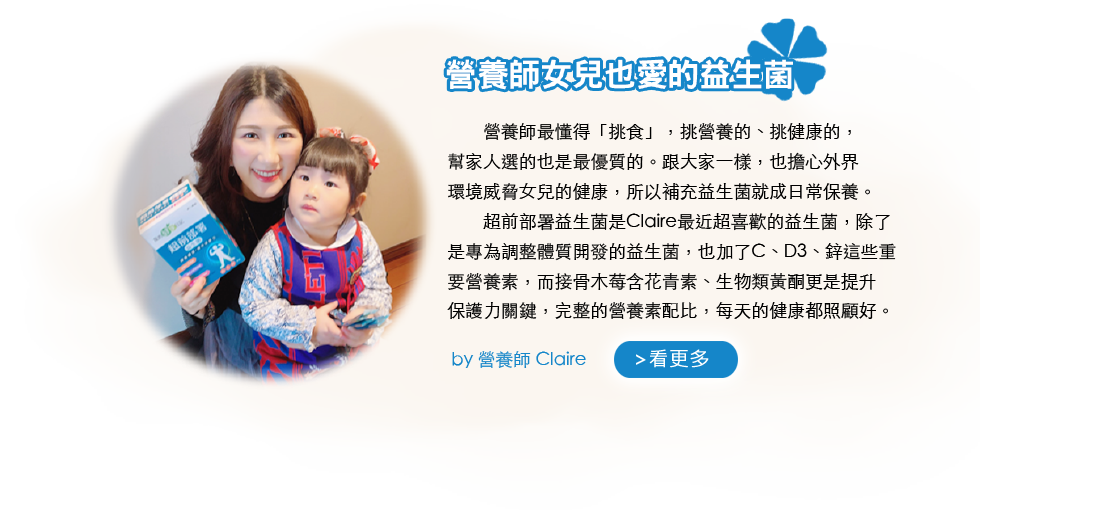 營養師女兒也愛的益生菌
營養師最懂得「挑食」，挑營養的、挑健康的，
幫家人選的也是最優質的。跟大家一樣，也擔心外界
環境威脅女兒的健康，所以補充益生菌就成日常保養。
超前部署益生菌是Claire最近超喜歡的益生菌，除了
是專為調整體質開發的益生菌，也加了C、D3、鋅這些重
要營養素，而接骨木莓含花青素、生物類黃酮更是提升
保護力關鍵，完整的營養素配比，每天的健康都照顧好。
by 營養師 Claire
>看更多
超前部署